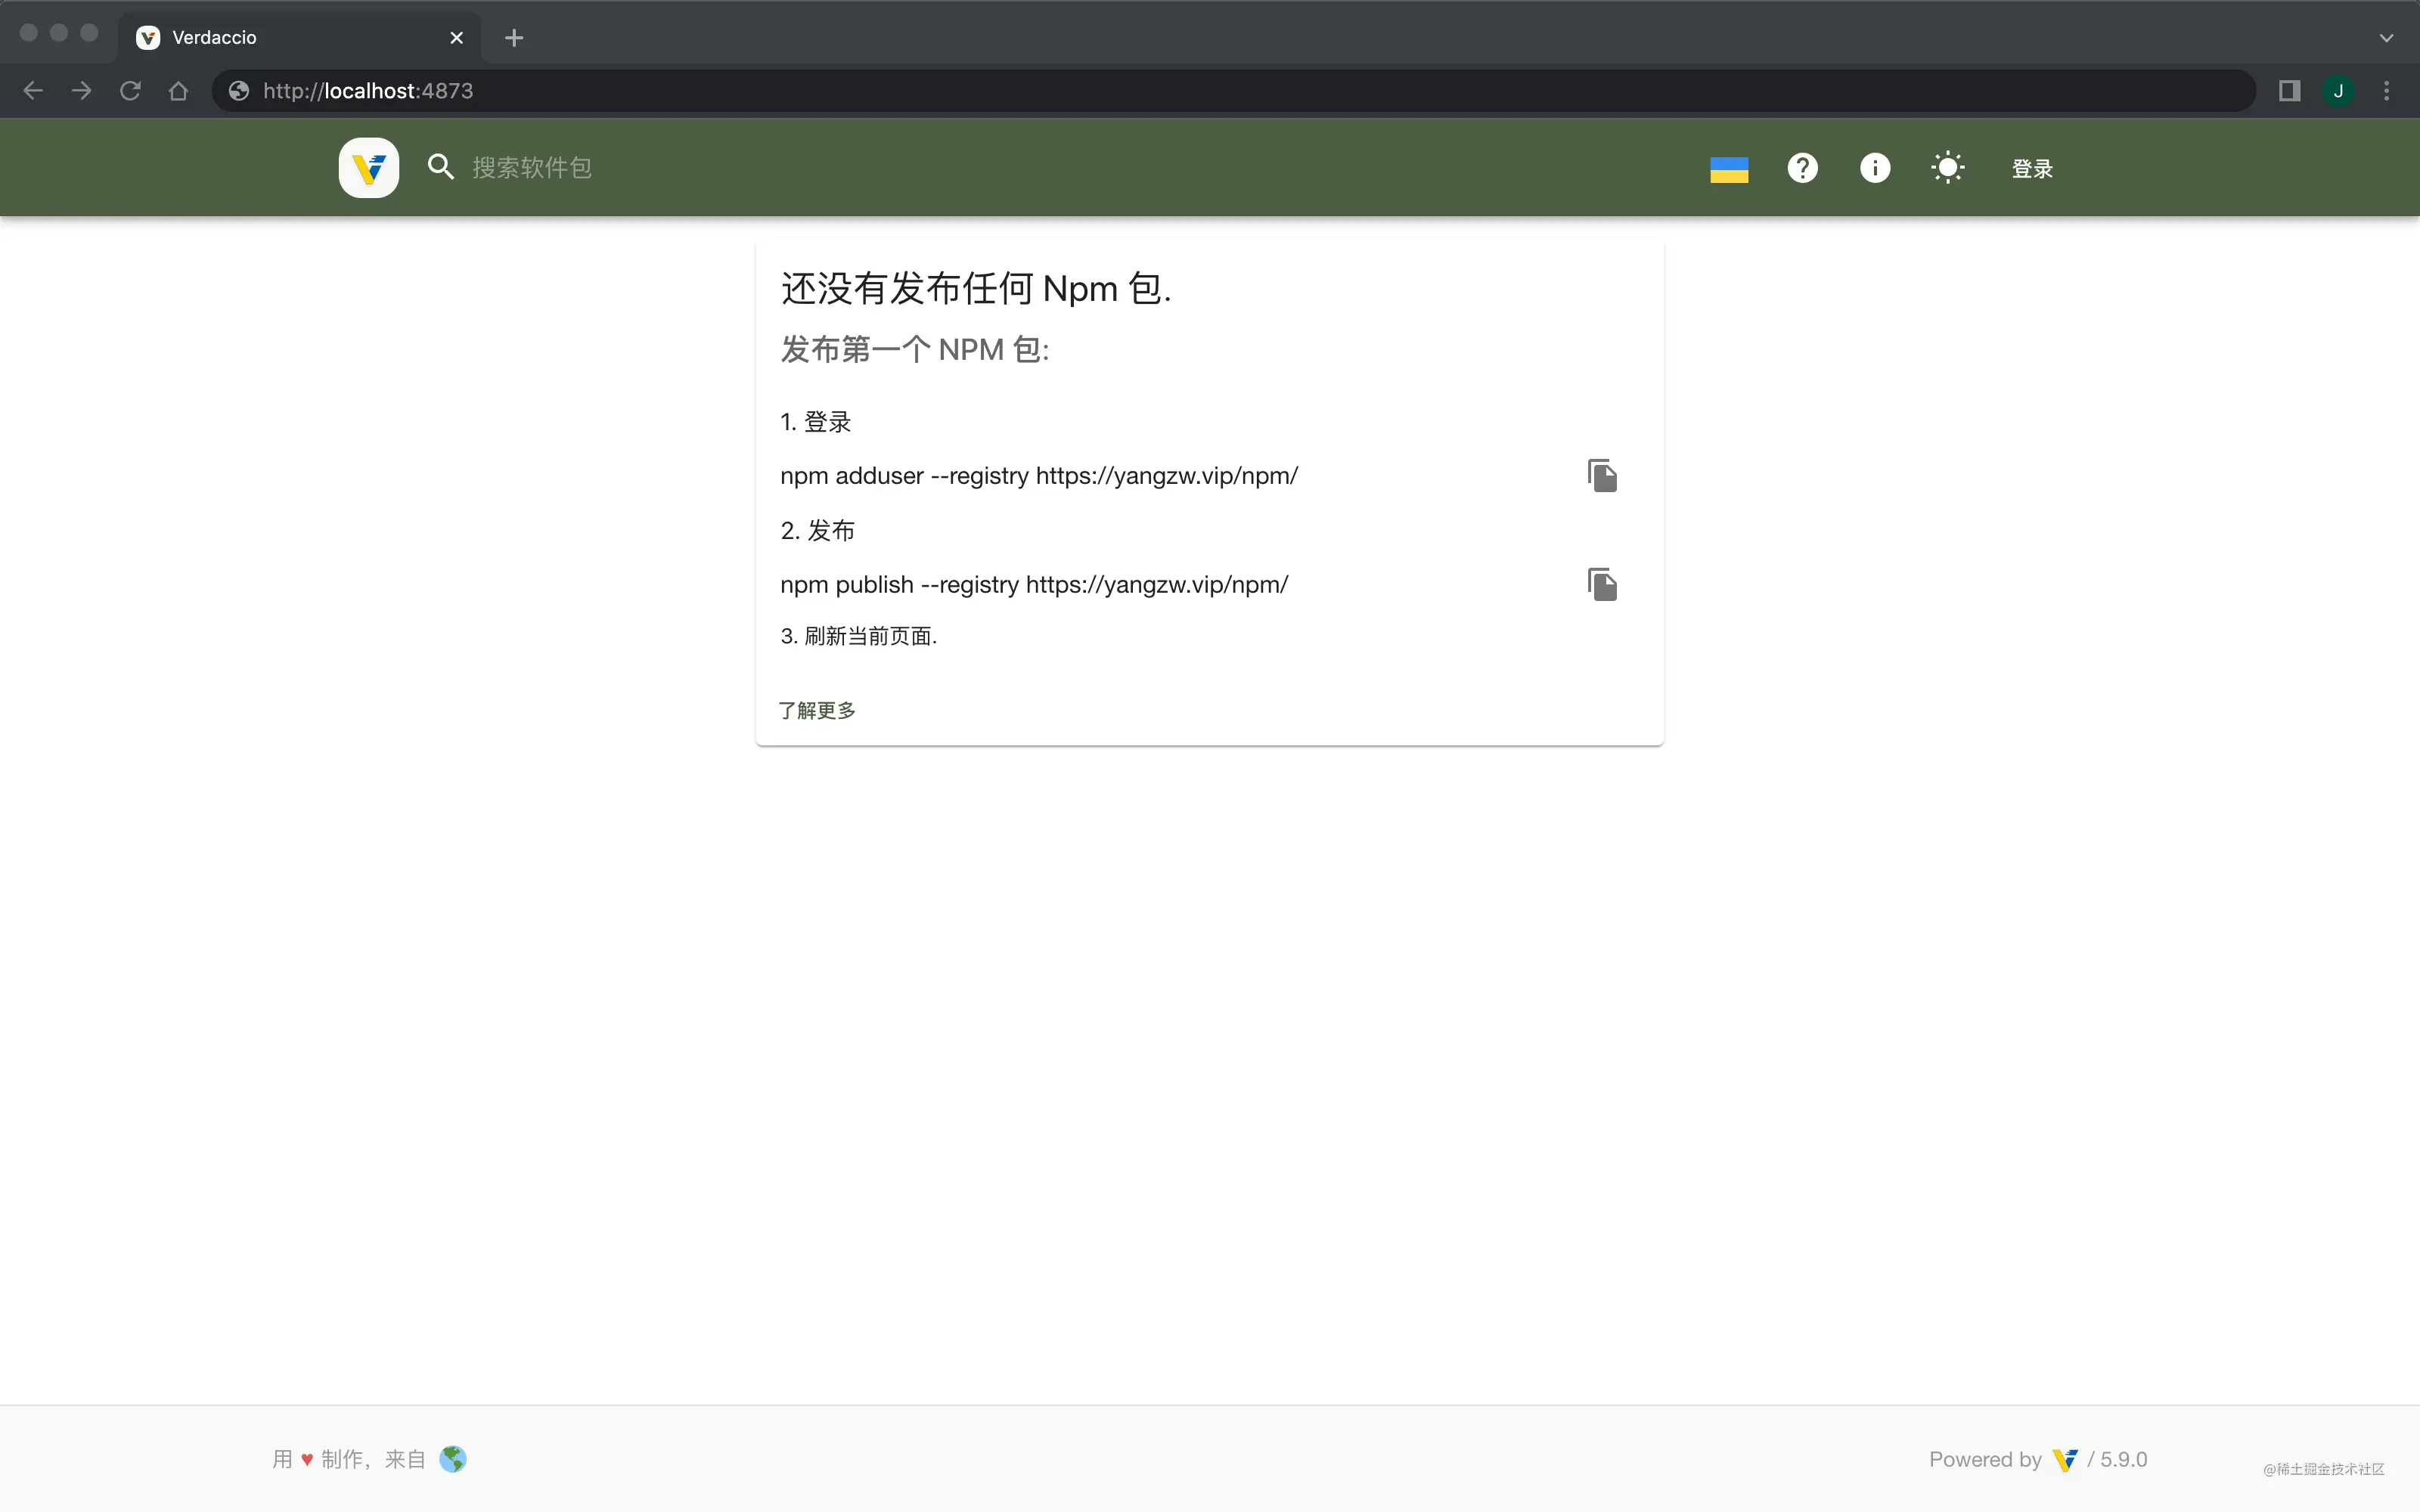 Verdaccio
http://localhost:4873
J
搜索软件包
登录
还没有发布任何 Npm 包.
发布第一个 NPM 包:
1. 登录
npm adduser --registry https://yangzw.vip/npm/
2. 发布
npm publish --registry https://yangzw.vip/npm/
3. 刷新当前页面.
了解更多
用 ♥ 制作，来自
Powered by / 5.9.0
@稀土掘金技术社区